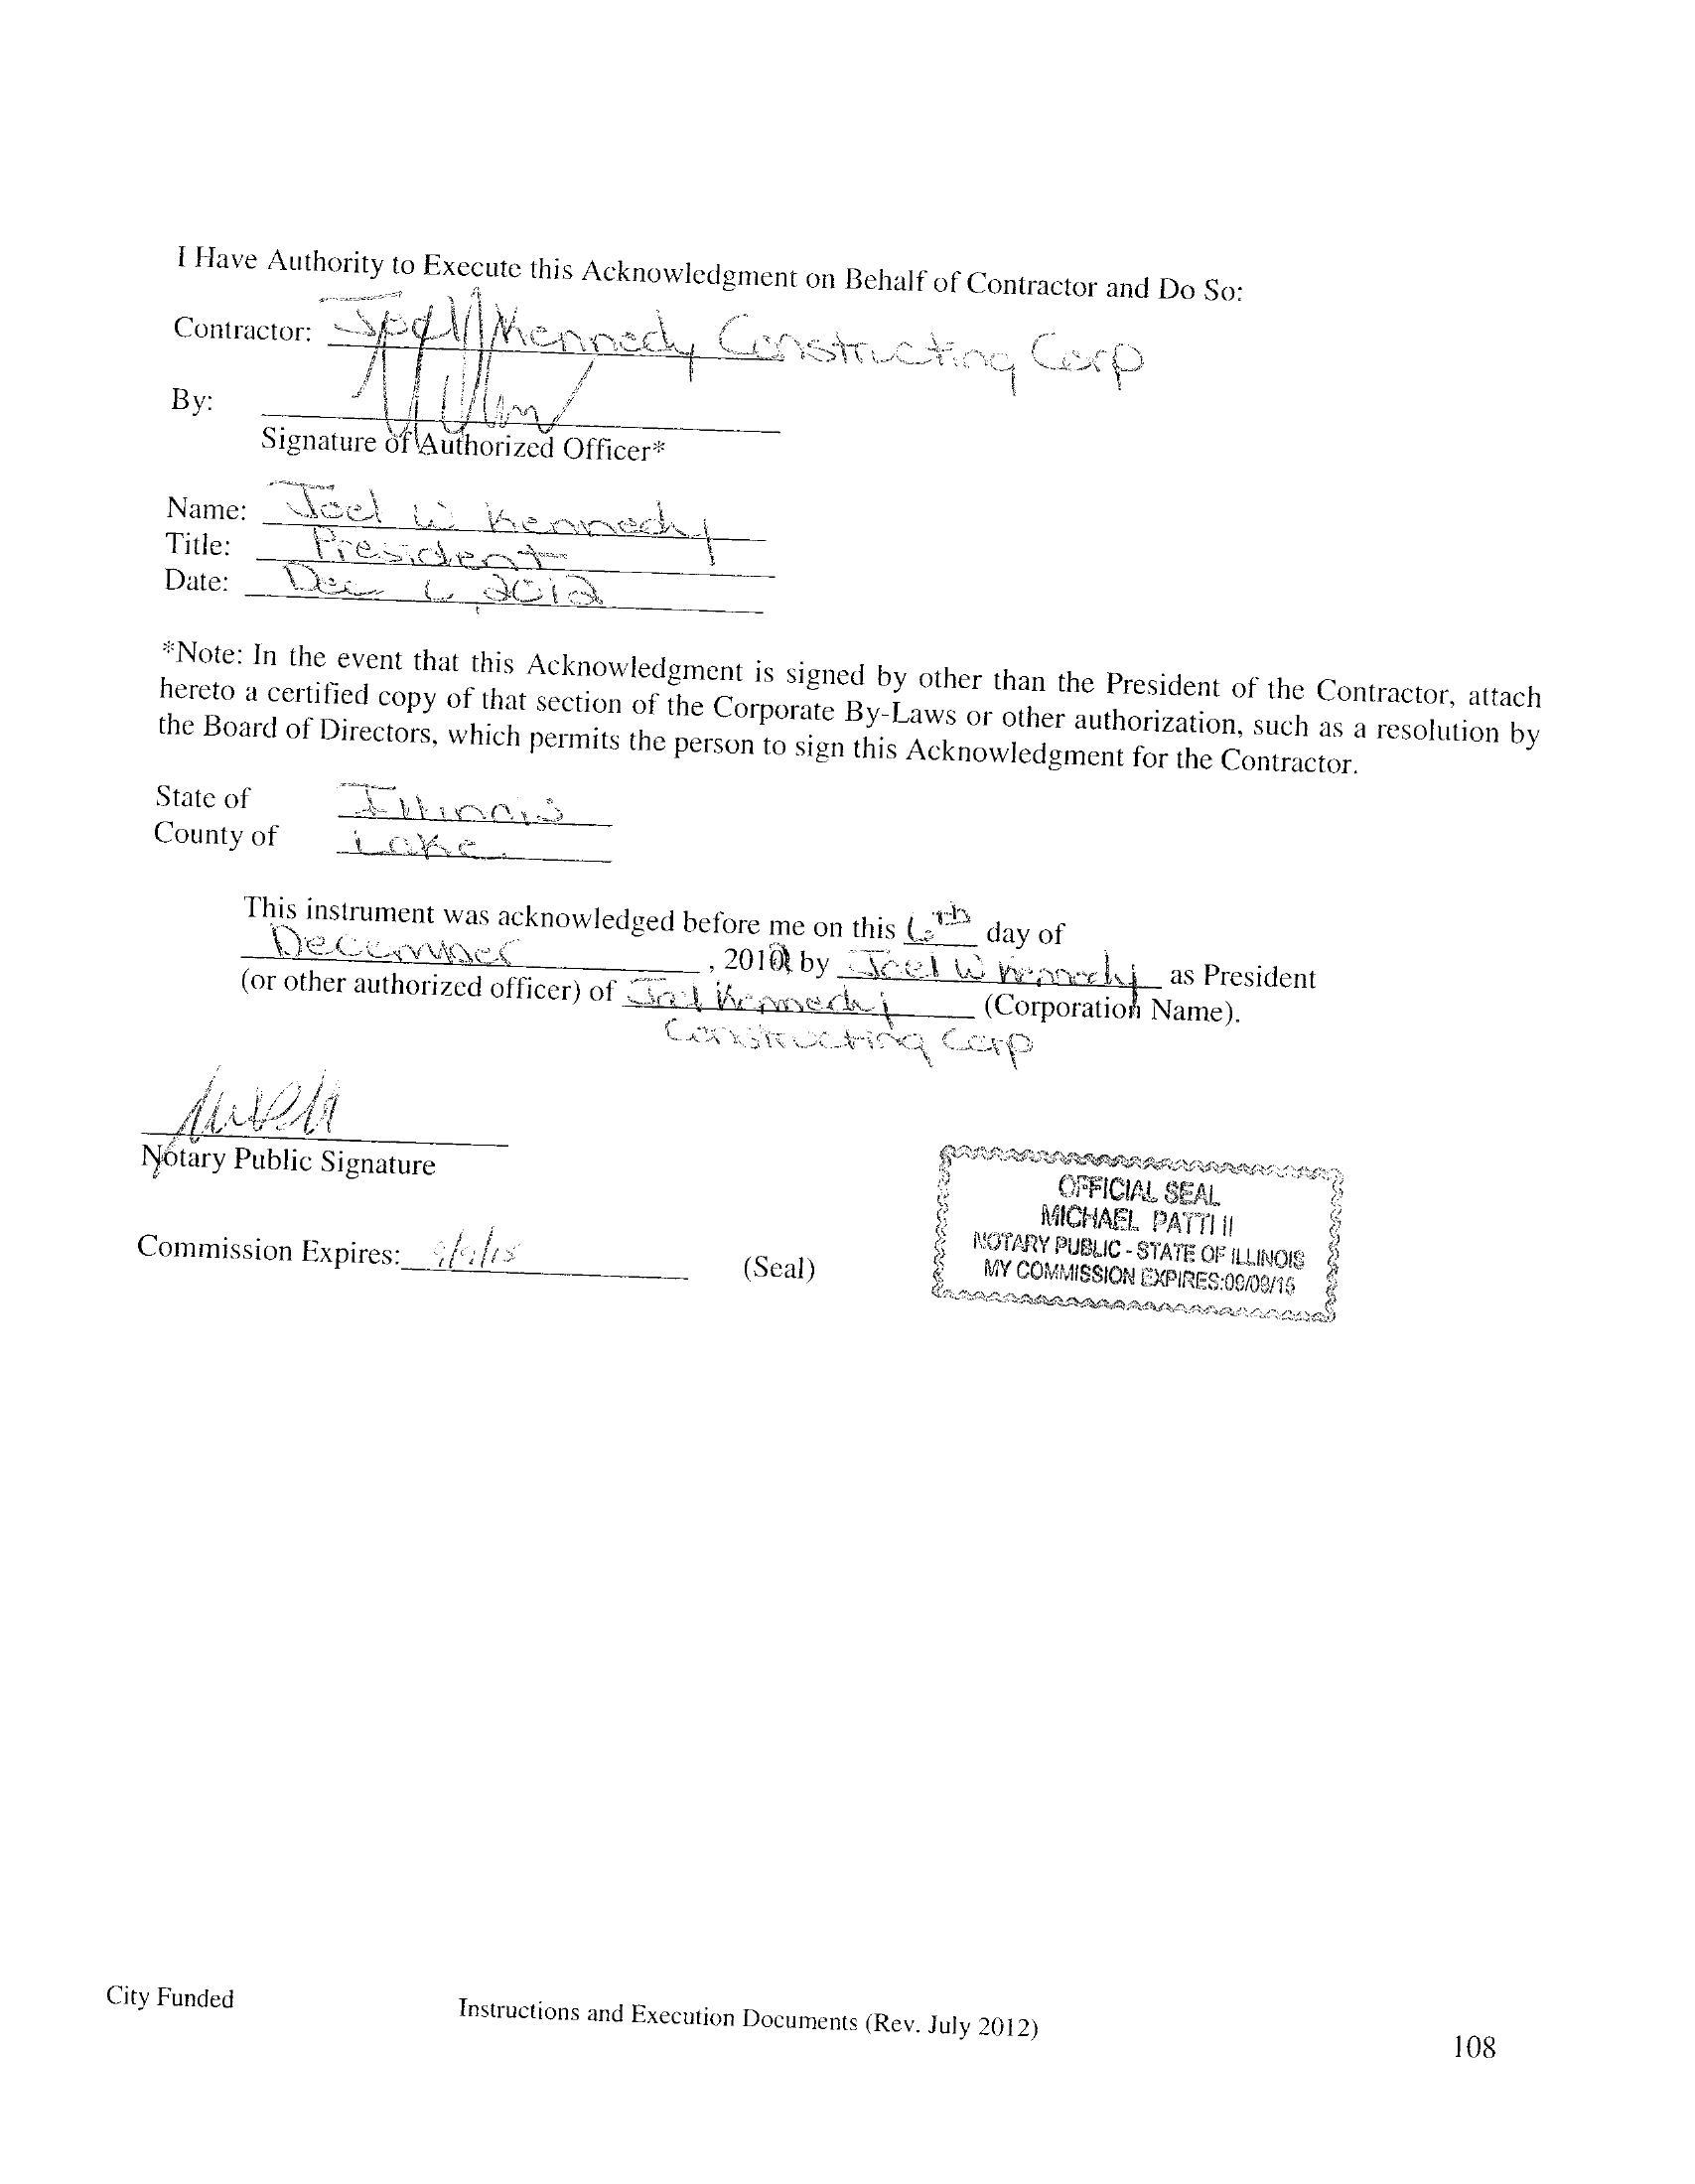 I Have Authority to Execute this Acknowledgment on Behalf of Contractor and Do So:
Contractor: Joel Kennedy Constructing Corp
By:
Signature of Authorized Officer*
Name: Joel W Kennedy
Title: President
Date: Dec 6, 2012
*Note: In the event that this Acknowledgment is signed by other than the President of the Contractor, attach
hereto a certified copy of that section of the Corporate By-Laws or other authorization, such as a resolution by
the Board of Directors, which permits the person to sign this Acknowledgment for the Contractor.
State of Illinois
County of Lake
This instrument was acknowledged before me on this 6th day of
December, 2012 by Joel W Kennedy as President
(or other authorized officer) of Joel Kennedy (Corporation Name).
Constructing Corp
Notary Public Signature
OFFICIAL SEAL
MICHAEL PATTI II
NOTARY PUBLIC - STATE OF ILLINOIS
MY COMMISSION EXPIRES:09/09/15
Commission Expires: 9/9/15 (Seal)
City Funded
Instructions and Execution Documents (Rev. July 2012)
108